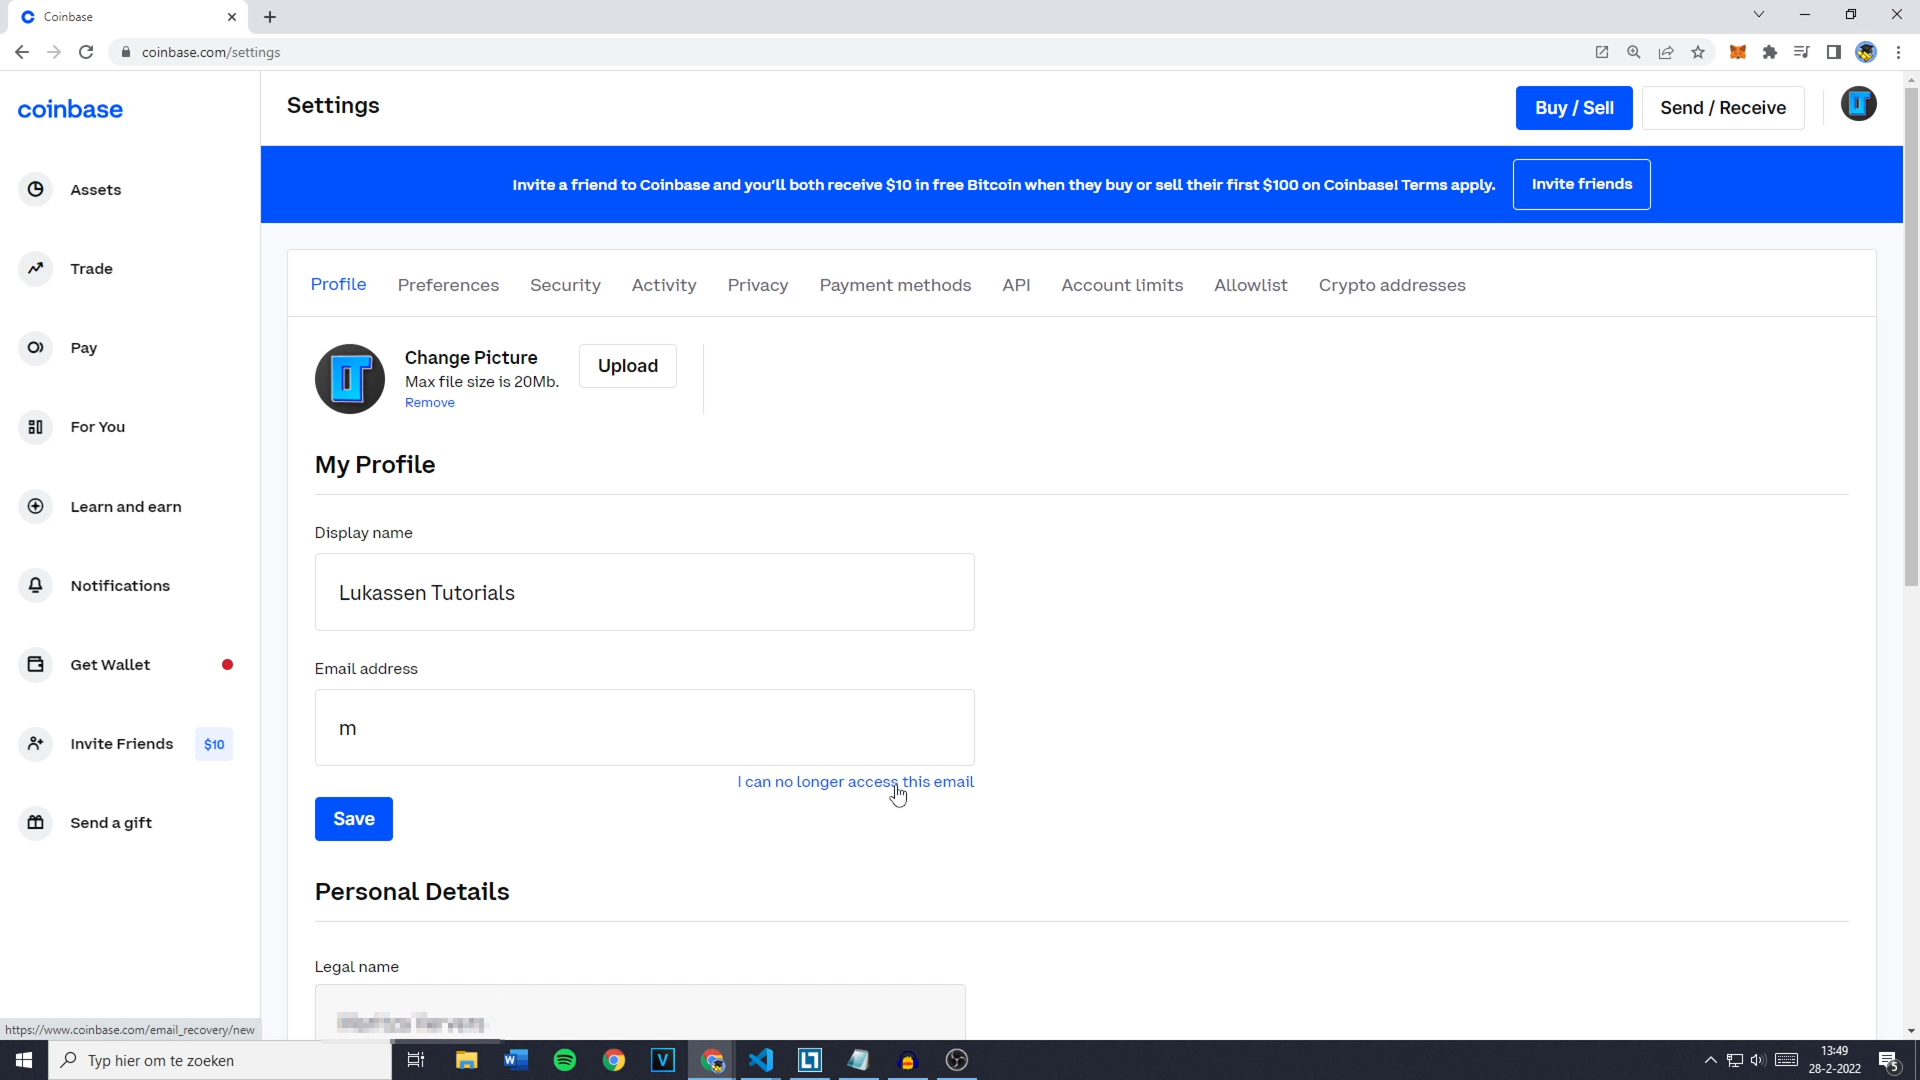 Coinbase
coinbase.com/settings
coinbase
Settings
Buy / Sell
Send / Receive
Invite a friend to Coinbase and you'll both receive $10 in free Bitcoin when they buy or sell their first $100 on Coinbase! Terms apply.
Invite friends
Assets
Trade
Pay
For You
Learn and earn
Notifications
Get Wallet
Invite Friends $10
Send a gift
Profile Preferences Security Activity Privacy Payment methods API Account limits Allowlist Crypto addresses
Change Picture
Max file size is 20Mb.
Remove
Upload
My Profile
Display name
Lukassen Tutorials
Email address
m
I can no longer access this email
Save
Personal Details
Legal name
https://www.coinbase.com/email_recovery/new
Typ hier om te zoeken
13:49
28-2-2022
5